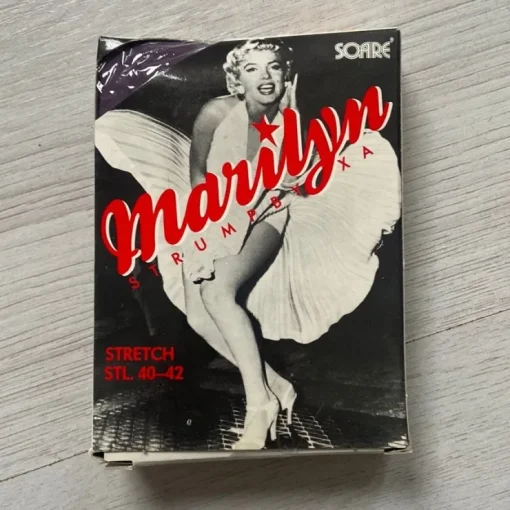 SOARE
marilyn
STRUMPBYXA
STRETCH
STL. 40–42